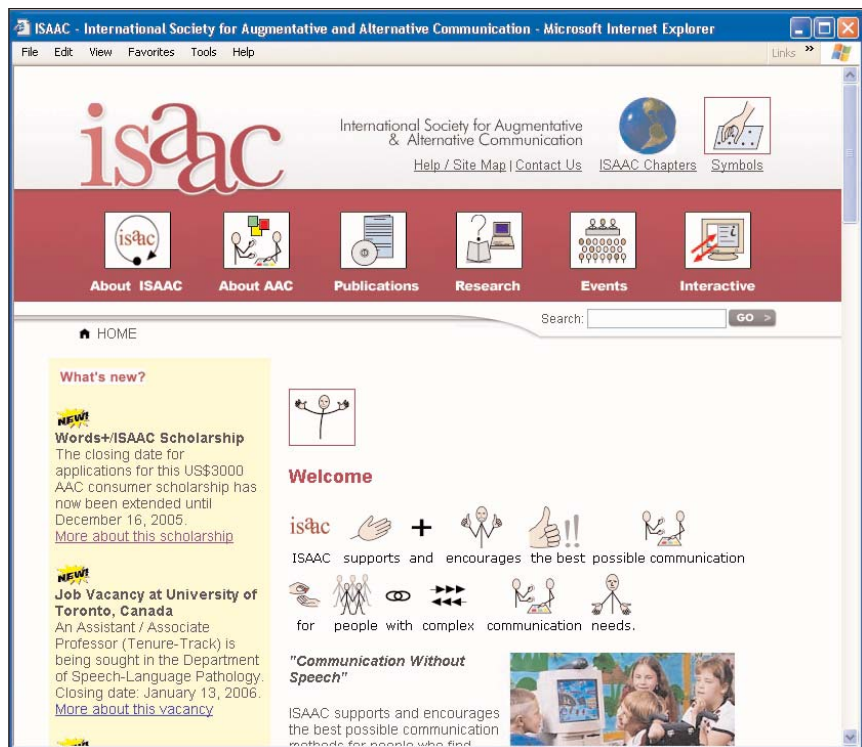 ISAAC - International Society for Augmentative and Alternative Communication - Microsoft Internet Explorer
File Edit View Favorites Tools Help Links »
isaac
International Society for Augmentative
& Alternative Communication
Help / Site Map | Contact Us ISAAC Chapters Symbols
isaac ? i
About ISAAC About AAC Publications Research Events Interactive
Search: GO >
HOME
What's new?
NEW!
Words+/ISAAC Scholarship
The closing date for
applications for this US$3000
AAC consumer scholarship has
now been extended until
December 16, 2005.
More about this scholarship
NEW!
Job Vacancy at University of
Toronto, Canada
An Assistant / Associate
Professor (Tenure-Track) is
being sought in the Department
of Speech-Language Pathology.
Closing date: January 13, 2006.
More about this vacancy
Welcome
isaac + !!
ISAAC supports and encourages the best possible communication
for people with complex communication needs.
"Communication Without
Speech"
ISAAC supports and encourages
the best possible communication
methods for people who find